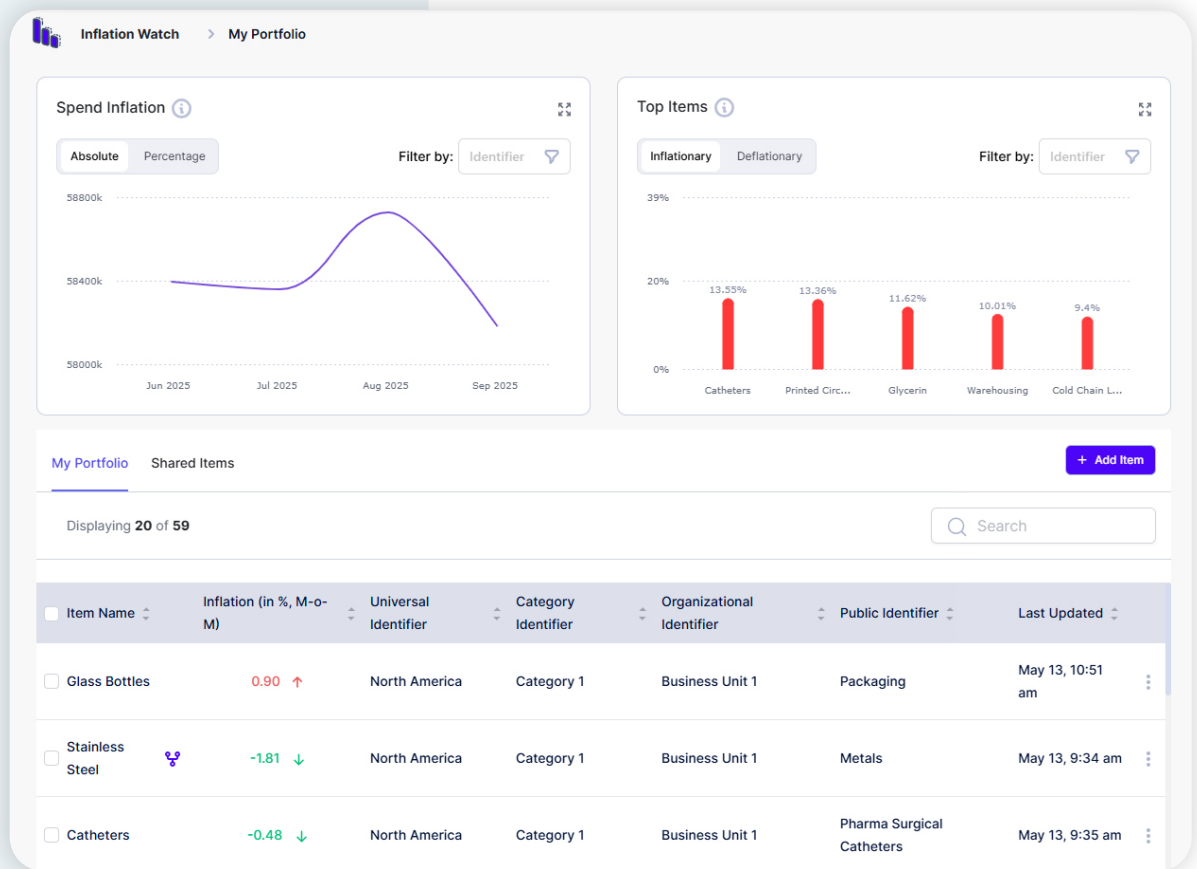 Inflation Watch > My Portfolio
Spend Inflation
Absolute Percentage Filter by: Identifier
58800k
58400k
58000k
Jun 2025 Jul 2025 Aug 2025 Sep 2025
Top Items
Inflationary Deflationary Filter by: Identifier
39%
20%
0%
13.55% 13.36% 11.62% 10.01% 9.4%
Catheters Printed Circ... Glycerin Warehousing Cold Chain L...
My Portfolio Shared Items + Add Item
Displaying 20 of 59 Search
Item Name
Inflation (in %, M-o-
M)
Universal
Identifier
Category
Identifier
Organizational
Identifier
Public Identifier
Last Updated
Glass Bottles 0.90 ↑ North America Category 1 Business Unit 1 Packaging May 13, 10:51
am
Stainless
Steel -1.81 ↓ North America Category 1 Business Unit 1 Metals May 13, 9:34 am
Catheters -0.48 ↓ North America Category 1 Business Unit 1 Pharma Surgical
Catheters May 13, 9:35 am